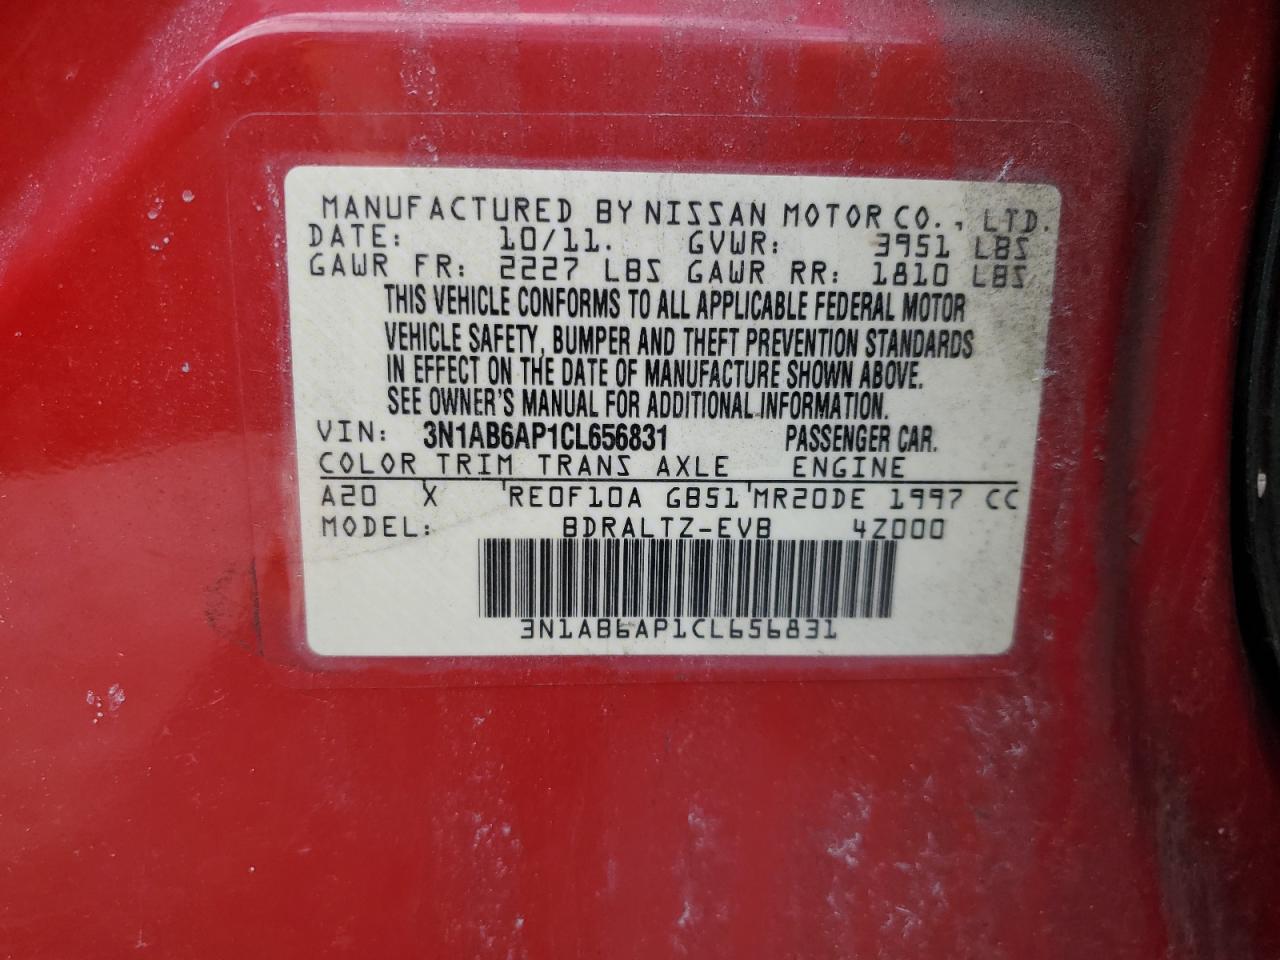 MANUFACTURED BY NISSAN MOTOR CO., LTD.
DATE: 10/11. GVWR: 3951 LBS
GAWR FR: 2227 LBS GAWR RR: 1810 LBS
THIS VEHICLE CONFORMS TO ALL APPLICABLE FEDERAL MOTOR
VEHICLE SAFETY, BUMPER AND THEFT PREVENTION STANDARDS
IN EFFECT ON THE DATE OF MANUFACTURE SHOWN ABOVE.
SEE OWNER'S MANUAL FOR ADDITIONAL INFORMATION.
VIN: 3N1AB6AP1CL656831 PASSENGER CAR.
COLOR TRIM TRANS AXLE ENGINE
A20 X RE0F10A GB51 MR20DE 1997 CC
MODEL: BDRALTZ-EVB 4Z000
3N1AB6AP1CL656831